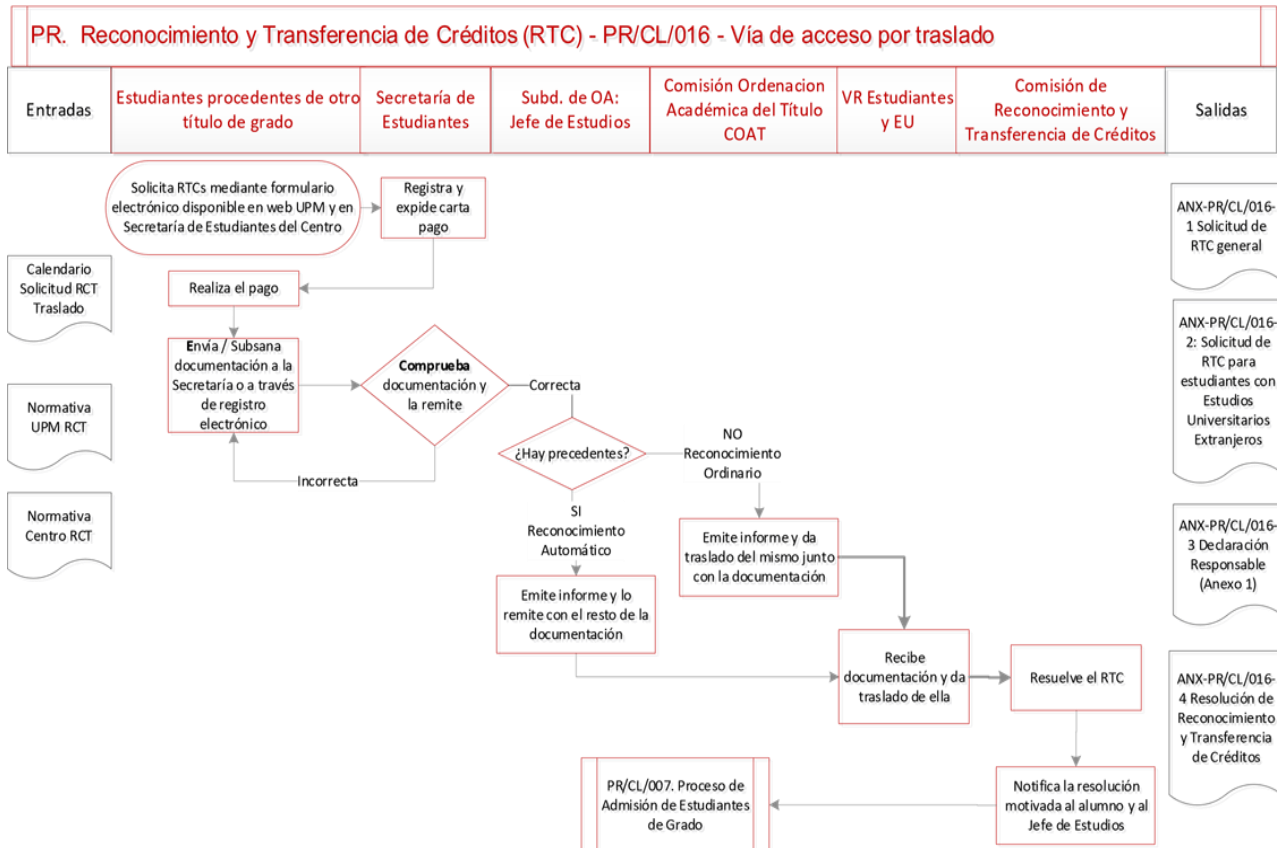 PR. Reconocimiento y Transferencia de Créditos (RTC) - PR/CL/016 - Vía de acceso por traslado
Entradas
Estudiantes procedentes de otro
título de grado
Secretaría de
Estudiantes
Subd. de OA:
Jefe de Estudios
Comisión Ordenacion
Académica del Título
COAT
VR Estudiantes
y EU
Comisión de
Reconocimiento y
Transferencia de Créditos
Salidas
Solicita RTCs mediante formulario
electrónico disponible en web UPM y en
Secretaría de Estudiantes del Centro
Registra y
expide carta
pago
ANX-PR/CL/016-
1 Solicitud de
RTC general
Calendario
Solicitud RCT
Traslado
Realiza el pago
Envía / Subsana
documentación a la
Secretaría o a través
de registro
electrónico
Comprueba
documentación y
la remite
Correcta
Incorrecta
ANX-PR/CL/016-
2: Solicitud de
RTC para
estudiantes con
Estudios
Universitarios
Extranjeros
Normativa
UPM RCT
¿Hay precedentes?
NO
Reconocimiento
Ordinario
SI
Reconocimiento
Automático
Normativa
Centro RCT
Emite informe y da
traslado del mismo junto
con la documentación
ANX-PR/CL/016-
3 Declaración
Responsable
(Anexo 1)
Emite informe y lo
remite con el resto de la
documentación
Recibe
documentación y da
traslado de ella
Resuelve el RTC
ANX-PR/CL/016-
4 Resolución de
Reconocimiento
y Transferencia
de Créditos
PR/CL/007. Proceso de
Admisión de Estudiantes
de Grado
Notifica la resolución
motivada al alumno y al
Jefe de Estudios